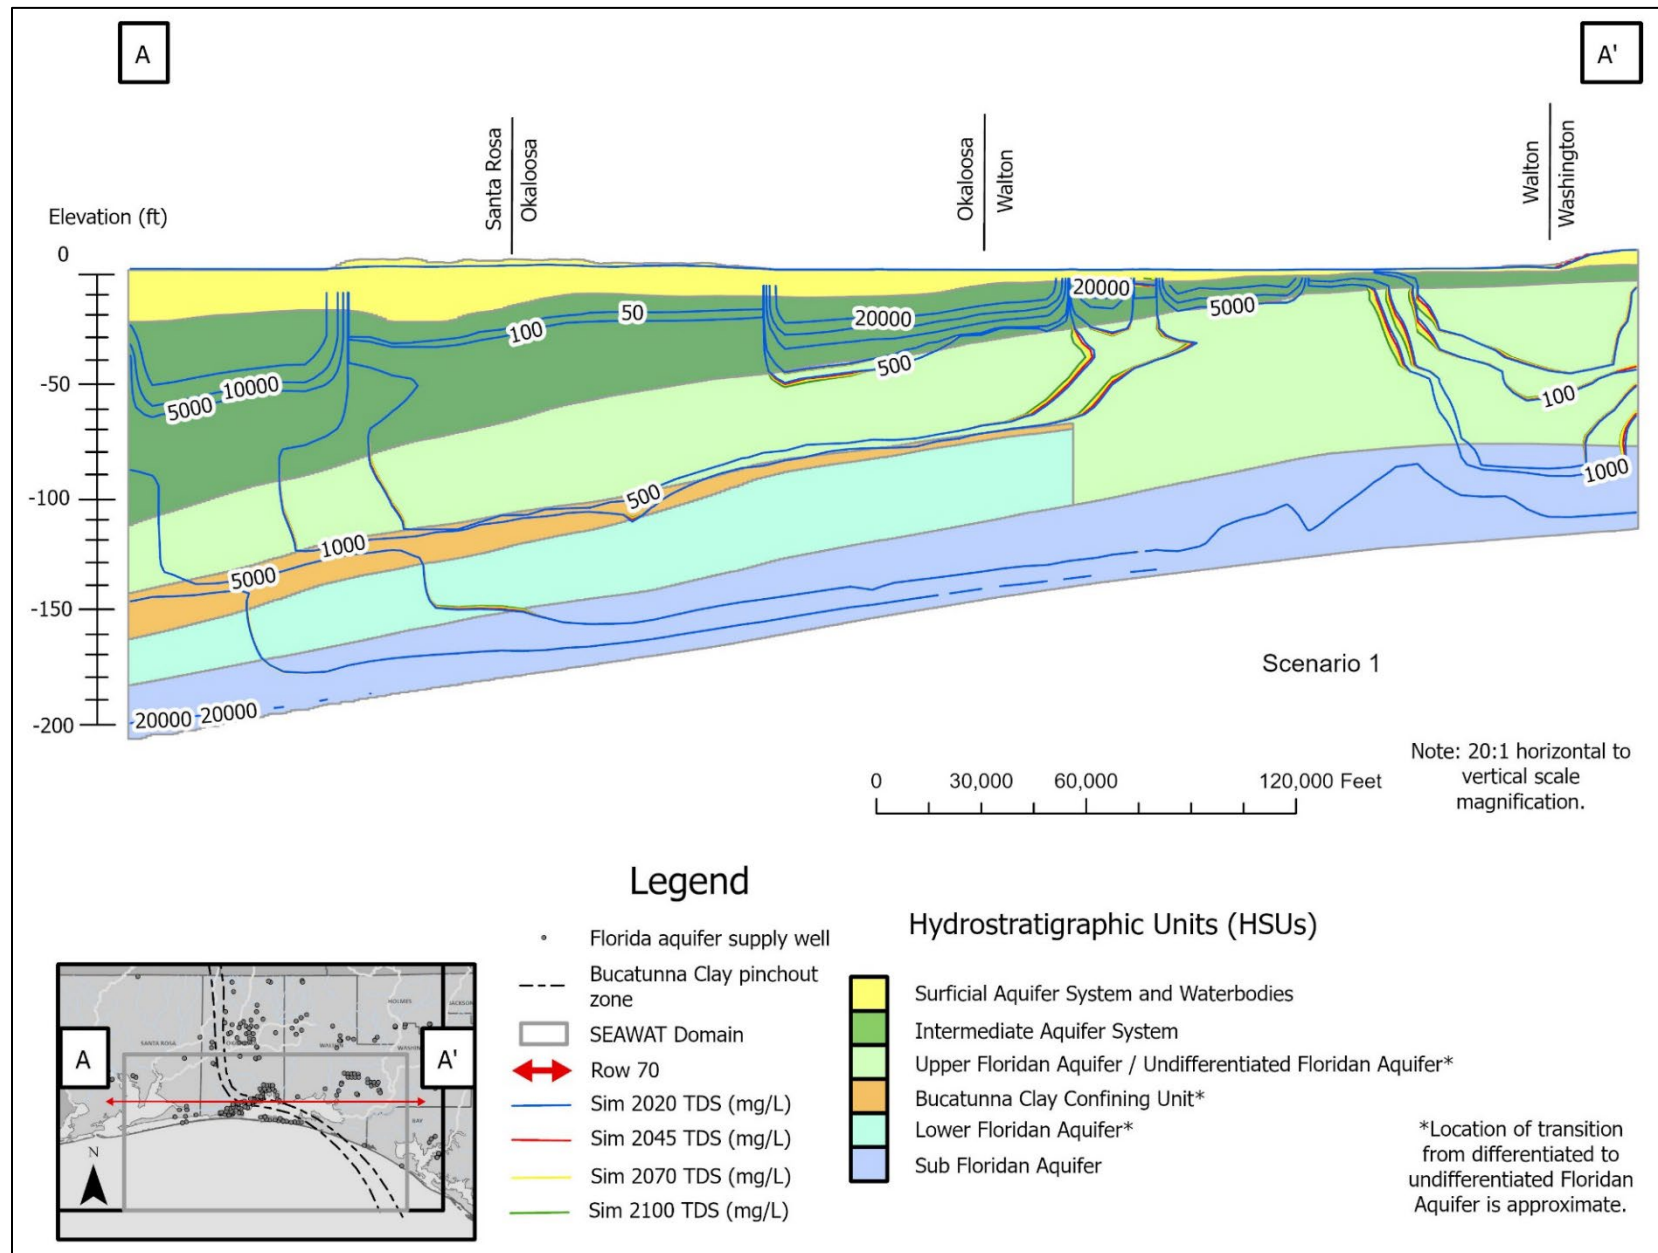 A
A'
Santa Rosa
Okaloosa
Okaloosa
Walton
Walton
Washington
Elevation (ft)
0
-50
-100
-150
-200
20000
20000
5000
50
100
500
10000
5000
100
500
1000
1000
5000
20000 20000
Scenario 1
Note: 20:1 horizontal to
vertical scale
magnification.
0 30,000 60,000 120,000 Feet
Legend
Florida aquifer supply well
Bucatunna Clay pinchout
zone
SEAWAT Domain
Row 70
Sim 2020 TDS (mg/L)
Sim 2045 TDS (mg/L)
Sim 2070 TDS (mg/L)
Sim 2100 TDS (mg/L)
Hydrostratigraphic Units (HSUs)
Surficial Aquifer System and Waterbodies
Intermediate Aquifer System
Upper Floridan Aquifer / Undifferentiated Floridan Aquifer*
Bucatunna Clay Confining Unit*
Lower Floridan Aquifer*
Sub Floridan Aquifer
*Location of transition
from differentiated to
undifferentiated Floridan
Aquifer is approximate.
A
A'
HOLMES
SANTA ROSA
BAY
N